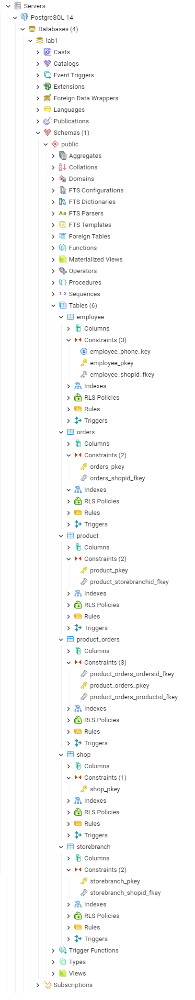 Servers
PostgreSQL 14
Databases (4)
lab1
Casts
Catalogs
Event Triggers
Extensions
Foreign Data Wrappers
Languages
Publications
Schemas (1)
public
Aggregates
Collations
Domains
FTS Configurations
FTS Dictionaries
Aa FTS Parsers
FTS Templates
Foreign Tables
Functions
Materialized Views
Operators
Procedures
1..3 Sequences
Tables (6)
employee
Columns
Constraints (3)
1 employee_phone_key
employee_pkey
employee_shopid_fkey
Indexes
RLS Policies
Rules
Triggers
orders
Columns
Constraints (2)
orders_pkey
orders_shopid_fkey
Indexes
RLS Policies
Rules
Triggers
product
Columns
Constraints (2)
product_pkey
product_storebranchid_fkey
Indexes
RLS Policies
Rules
Triggers
product_orders
Columns
Constraints (3)
product_orders_ordersid_fkey
product_orders_pkey
product_orders_productid_fkey
Indexes
RLS Policies
Rules
Triggers
shop
Columns
Constraints (1)
shop_pkey
Indexes
RLS Policies
Rules
Triggers
storebranch
Columns
Constraints (2)
storebranch_pkey
storebranch_shopid_fkey
Indexes
RLS Policies
Rules
Triggers
Trigger Functions
Types
Views
Subscriptions